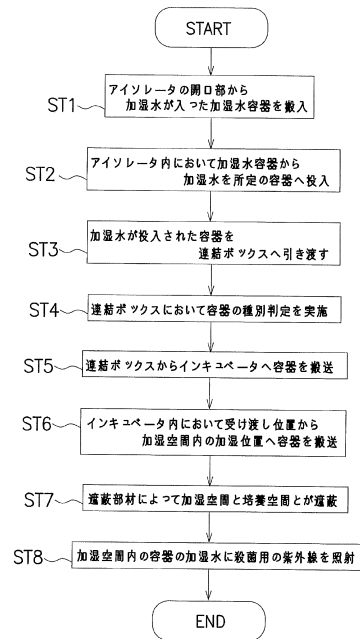 START
ST1
アイソレータの開口部から
加湿水が入った加湿水容器を搬入
ST2
アイソレータ内において加湿水容器から
加湿水を所定の容器へ投入
ST3
加湿水が投入された容器を
連結ボックスへ引き渡す
ST4
連結ボックスにおいて容器の種別判定を実施
ST5
連結ボックスからインキュベータへ容器を搬送
ST6
インキュベータ内において受け渡し位置から
加湿空間内の加湿位置へ容器を搬送
ST7
遮蔽部材によって加湿空間と培養空間とが遮蔽
ST8
加湿空間内の容器の加湿水に殺菌用の紫外線を照射
END